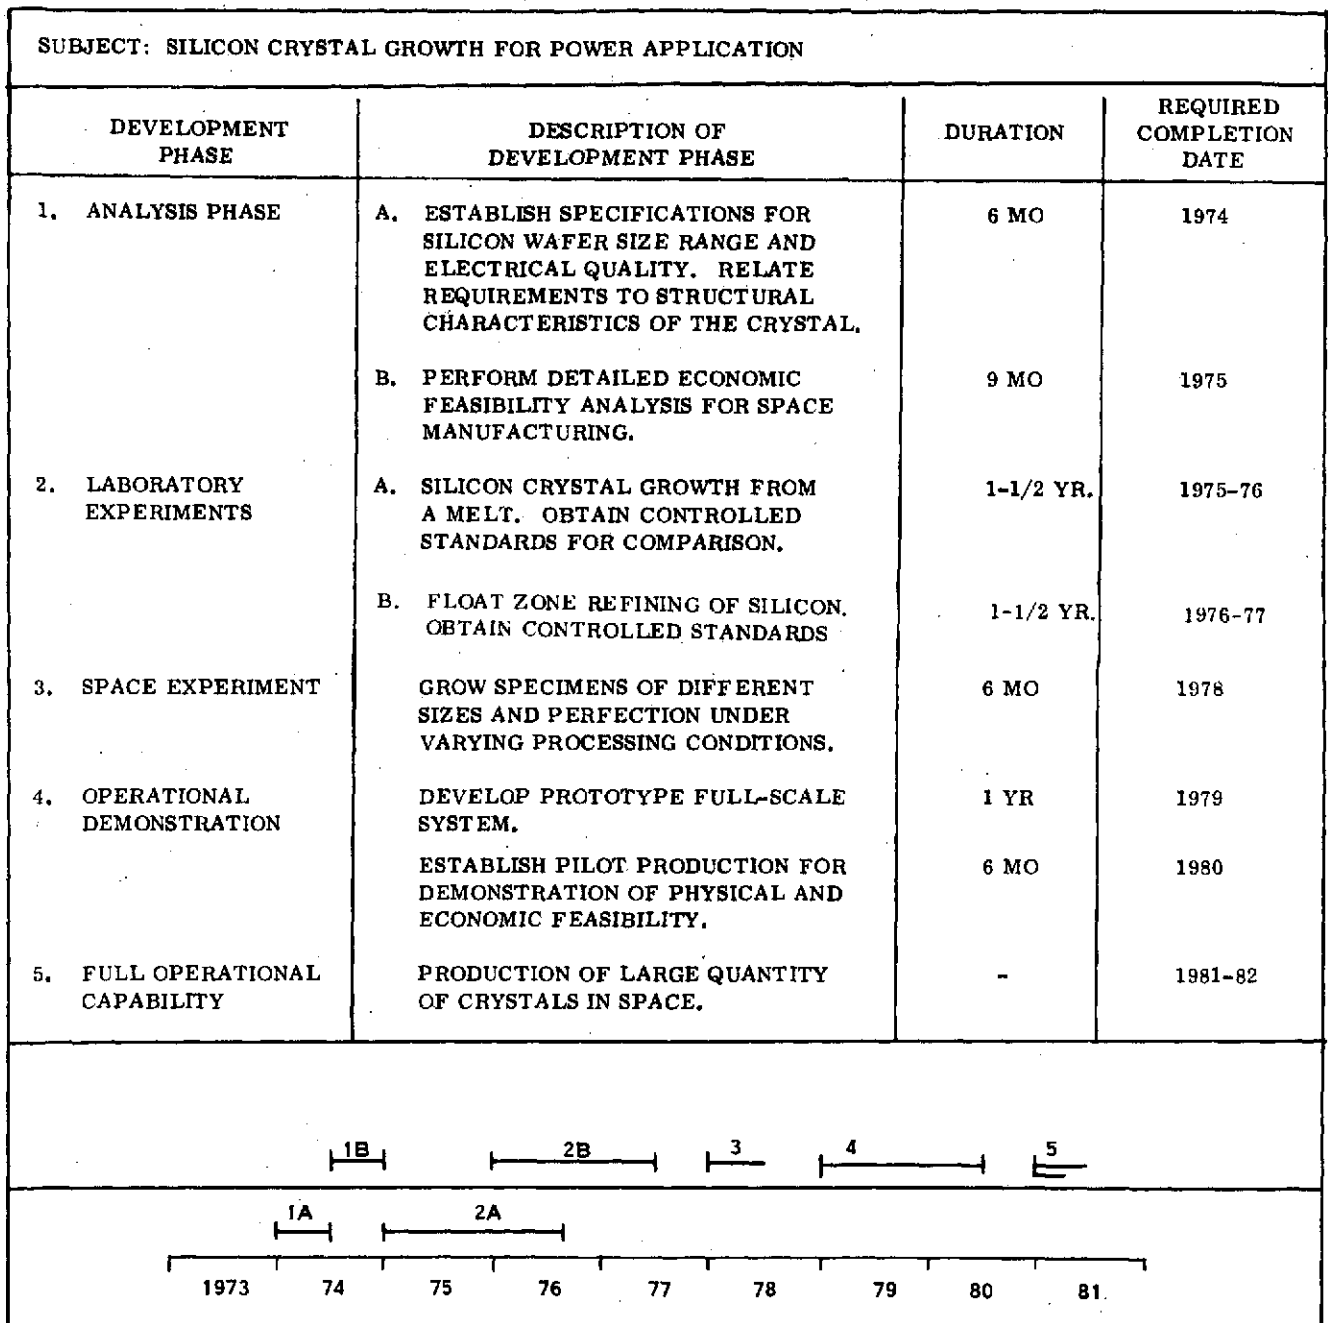 SUBJECT: SILICON CRYSTAL GROWTH FOR POWER APPLICATION
DEVELOPMENT
PHASE
DESCRIPTION OF
DEVELOPMENT PHASE
DURATION
REQUIRED
COMPLETION
DATE
1. ANALYSIS PHASE
A. ESTABLISH SPECIFICATIONS FOR
SILICON WAFER SIZE RANGE AND
ELECTRICAL QUALITY. RELATE
REQUIREMENTS TO STRUCTURAL
CHARACTERISTICS OF THE CRYSTAL.
6 MO
1974
B. PERFORM DETAILED ECONOMIC
FEASIBILITY ANALYSIS FOR SPACE
MANUFACTURING.
9 MO
1975
2. LABORATORY
EXPERIMENTS
A. SILICON CRYSTAL GROWTH FROM
A MELT. OBTAIN CONTROLLED
STANDARDS FOR COMPARISON.
1-1/2 YR.
1975-76
B. FLOAT ZONE REFINING OF SILICON.
OBTAIN CONTROLLED STANDARDS
1-1/2 YR.
1976-77
3. SPACE EXPERIMENT
GROW SPECIMENS OF DIFFERENT
SIZES AND PERFECTION UNDER
VARYING PROCESSING CONDITIONS.
6 MO
1978
4. OPERATIONAL
DEMONSTRATION
DEVELOP PROTOTYPE FULL-SCALE
SYSTEM.
1 YR
1979
ESTABLISH PILOT PRODUCTION FOR
DEMONSTRATION OF PHYSICAL AND
ECONOMIC FEASIBILITY.
6 MO
1980
5. FULL OPERATIONAL
CAPABILITY
PRODUCTION OF LARGE QUANTITY
OF CRYSTALS IN SPACE.
-
1981-82
1B 2B 3 4 5
1A 2A
1973 74 75 76 77 78 79 80 81